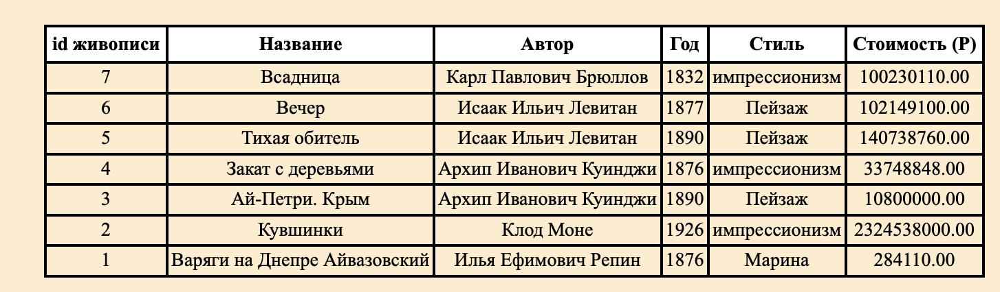 id живописи Название Автор Год Стиль Стоимость (Р)
7 Всадница Карл Павлович Брюллов 1832 импрессионизм 100230110.00
6 Вечер Исаак Ильич Левитан 1877 Пейзаж 102149100.00
5 Тихая обитель Исаак Ильич Левитан 1890 Пейзаж 140738760.00
4 Закат с деревьями Архип Иванович Куинджи 1876 импрессионизм 33748848.00
3 Ай-Петри. Крым Архип Иванович Куинджи 1890 Пейзаж 10800000.00
2 Кувшинки Клод Моне 1926 импрессионизм 2324538000.00
1 Варяги на Днепре Айвазовский Илья Ефимович Репин 1876 Марина 284110.00